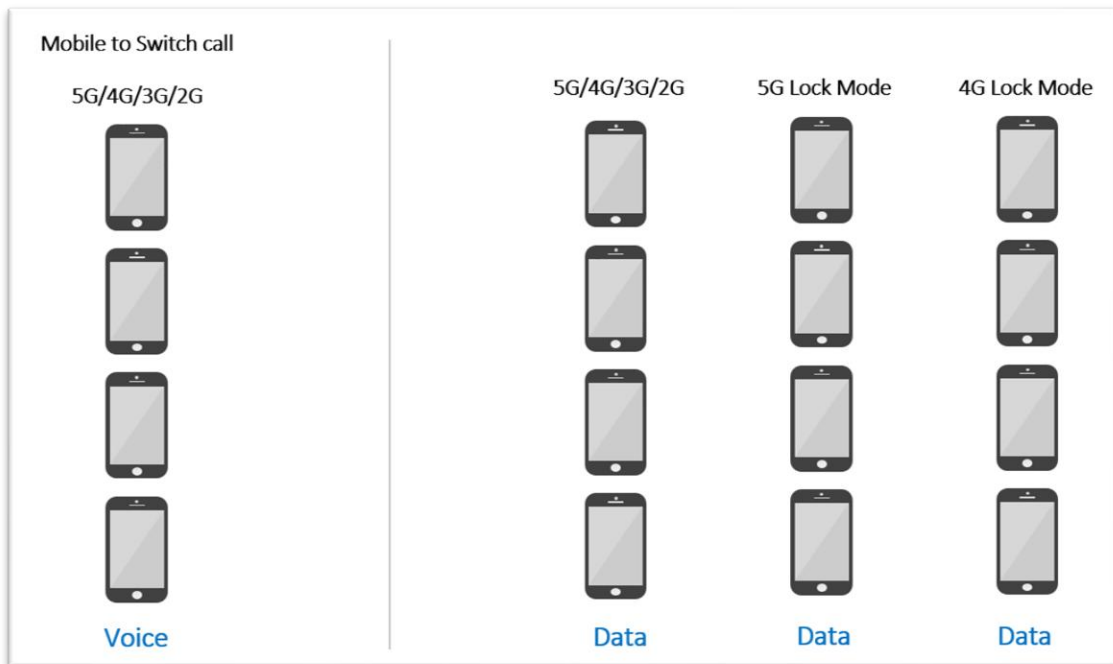 Mobile to Switch call
5G/4G/3G/2G
5G/4G/3G/2G
5G Lock Mode
4G Lock Mode
Voice
Data
Data
Data